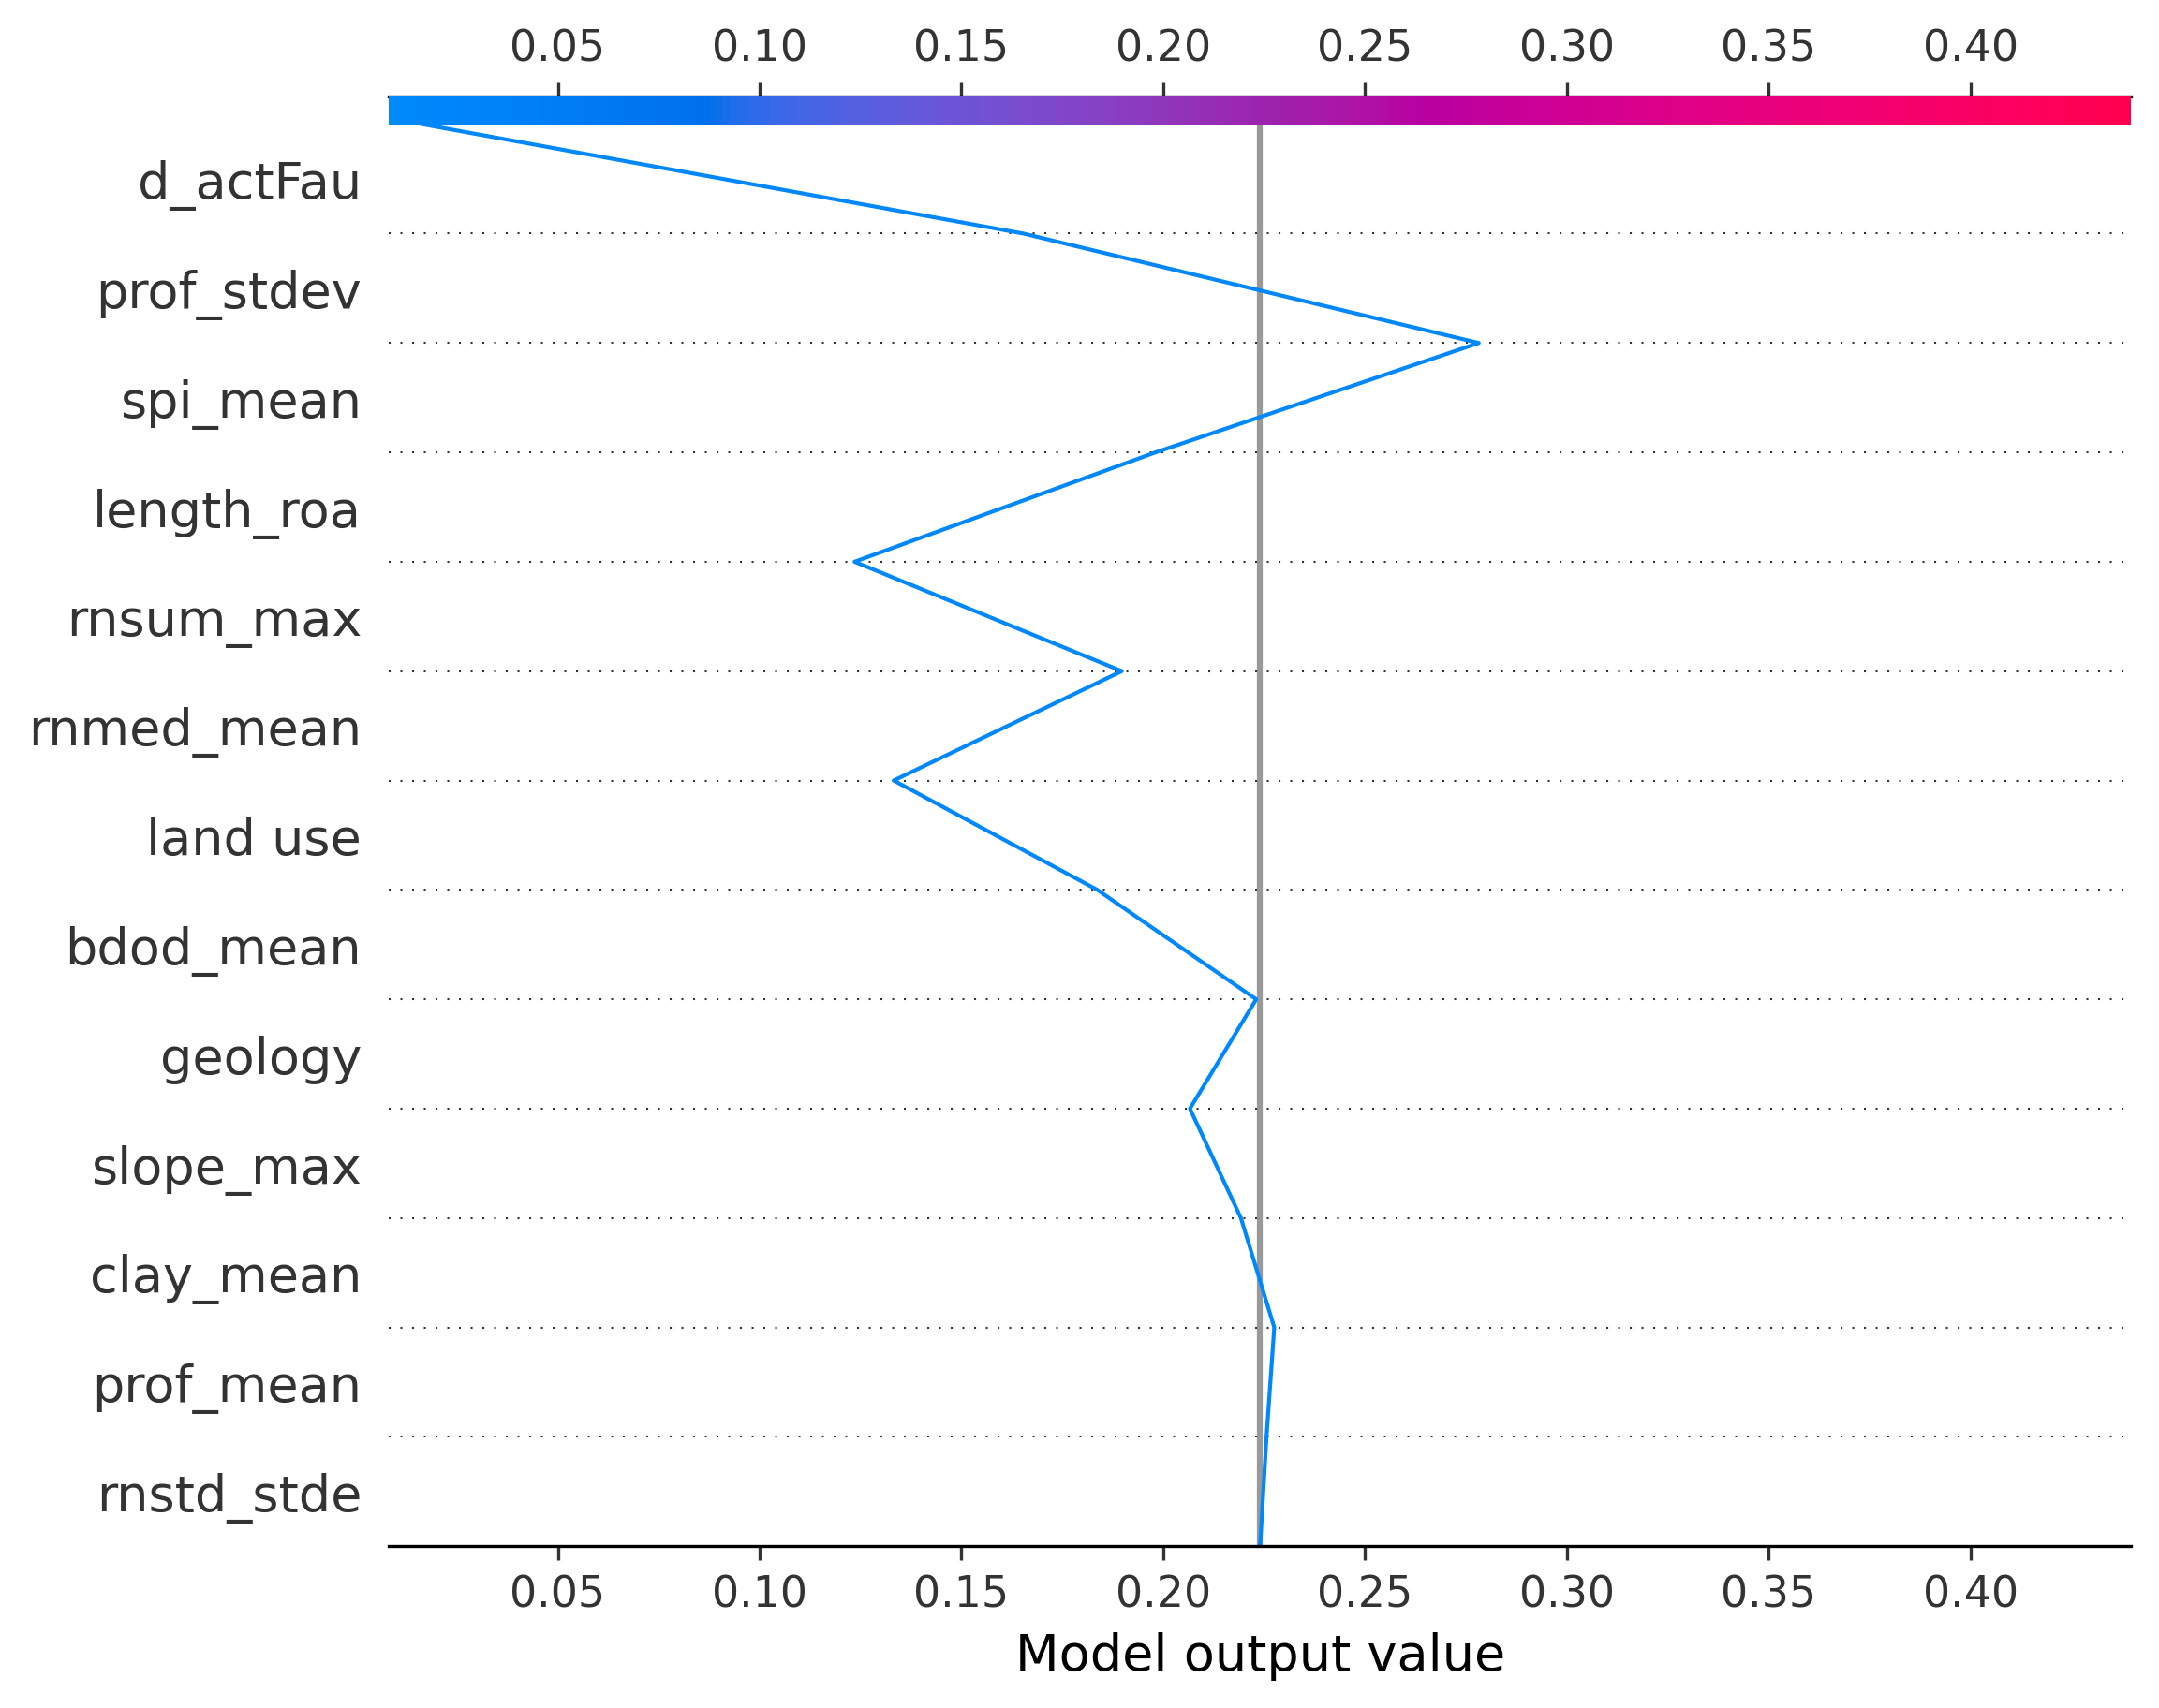 0.05 0.10 0.15 0.20 0.25 0.30 0.35 0.40
d_actFau
prof_stdev
spi_mean
length_roa
rnsum_max
rnmed_mean
land use
bdod_mean
geology
slope_max
clay_mean
prof_mean
rnstd_stde
0.05 0.10 0.15 0.20 0.25 0.30 0.35 0.40
Model output value